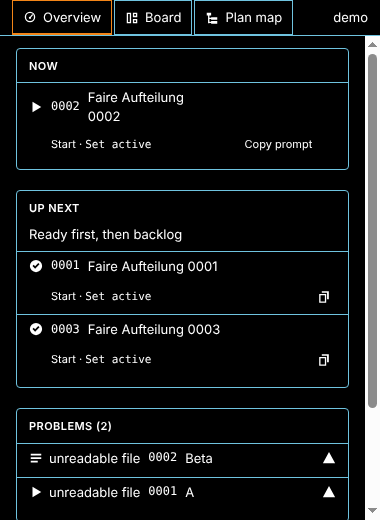 Overview Board Plan map demo
NOW
0002 Faire Aufteilung
0002
Start · Set active Copy prompt
UP NEXT
Ready first, then backlog
0001 Faire Aufteilung 0001
Start · Set active
0003 Faire Aufteilung 0003
Start · Set active
PROBLEMS (2)
unreadable file 0002 Beta
unreadable file 0001 A